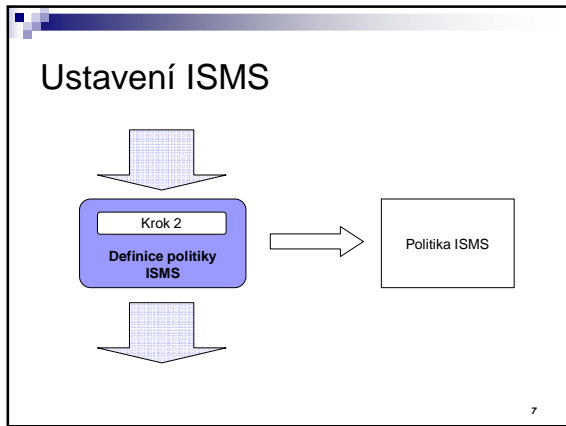 Ustavení ISMS
Krok 2
Definice politiky
ISMS
Politika ISMS
7